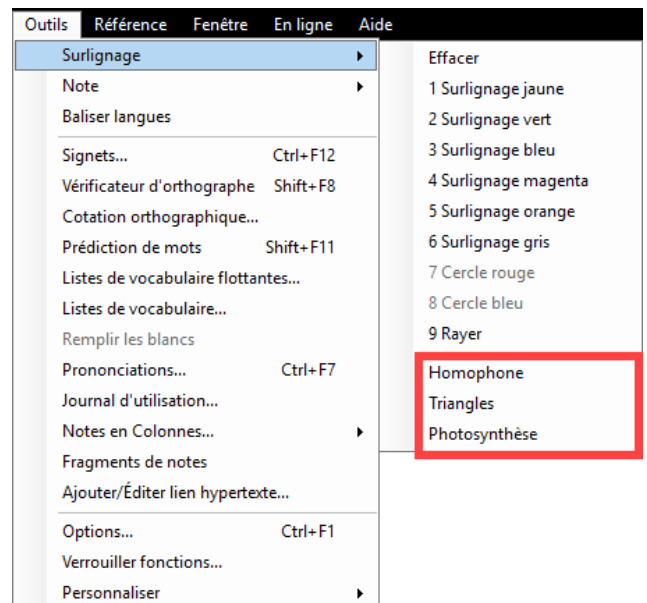 Outils Référence Fenêtre En ligne Aide
Surlignage
Note
Baliser langues
Signets... Ctrl+F12
Vérificateur d'orthographe Shift+F8
Cotation orthographique...
Prédiction de mots Shift+F11
Listes de vocabulaire flottantes...
Listes de vocabulaire...
Remplir les blancs
Prononciations... Ctrl+F7
Journal d'utilisation...
Notes en Colonnes...
Fragments de notes
Ajouter/Éditer lien hypertexte...
Options... Ctrl+F1
Verrouiller fonctions...
Personnaliser
Effacer
1 Surlignage jaune
2 Surlignage vert
3 Surlignage bleu
4 Surlignage magenta
5 Surlignage orange
6 Surlignage gris
7 Cercle rouge
8 Cercle bleu
9 Rayer
Homophone
Triangles
Photosynthèse